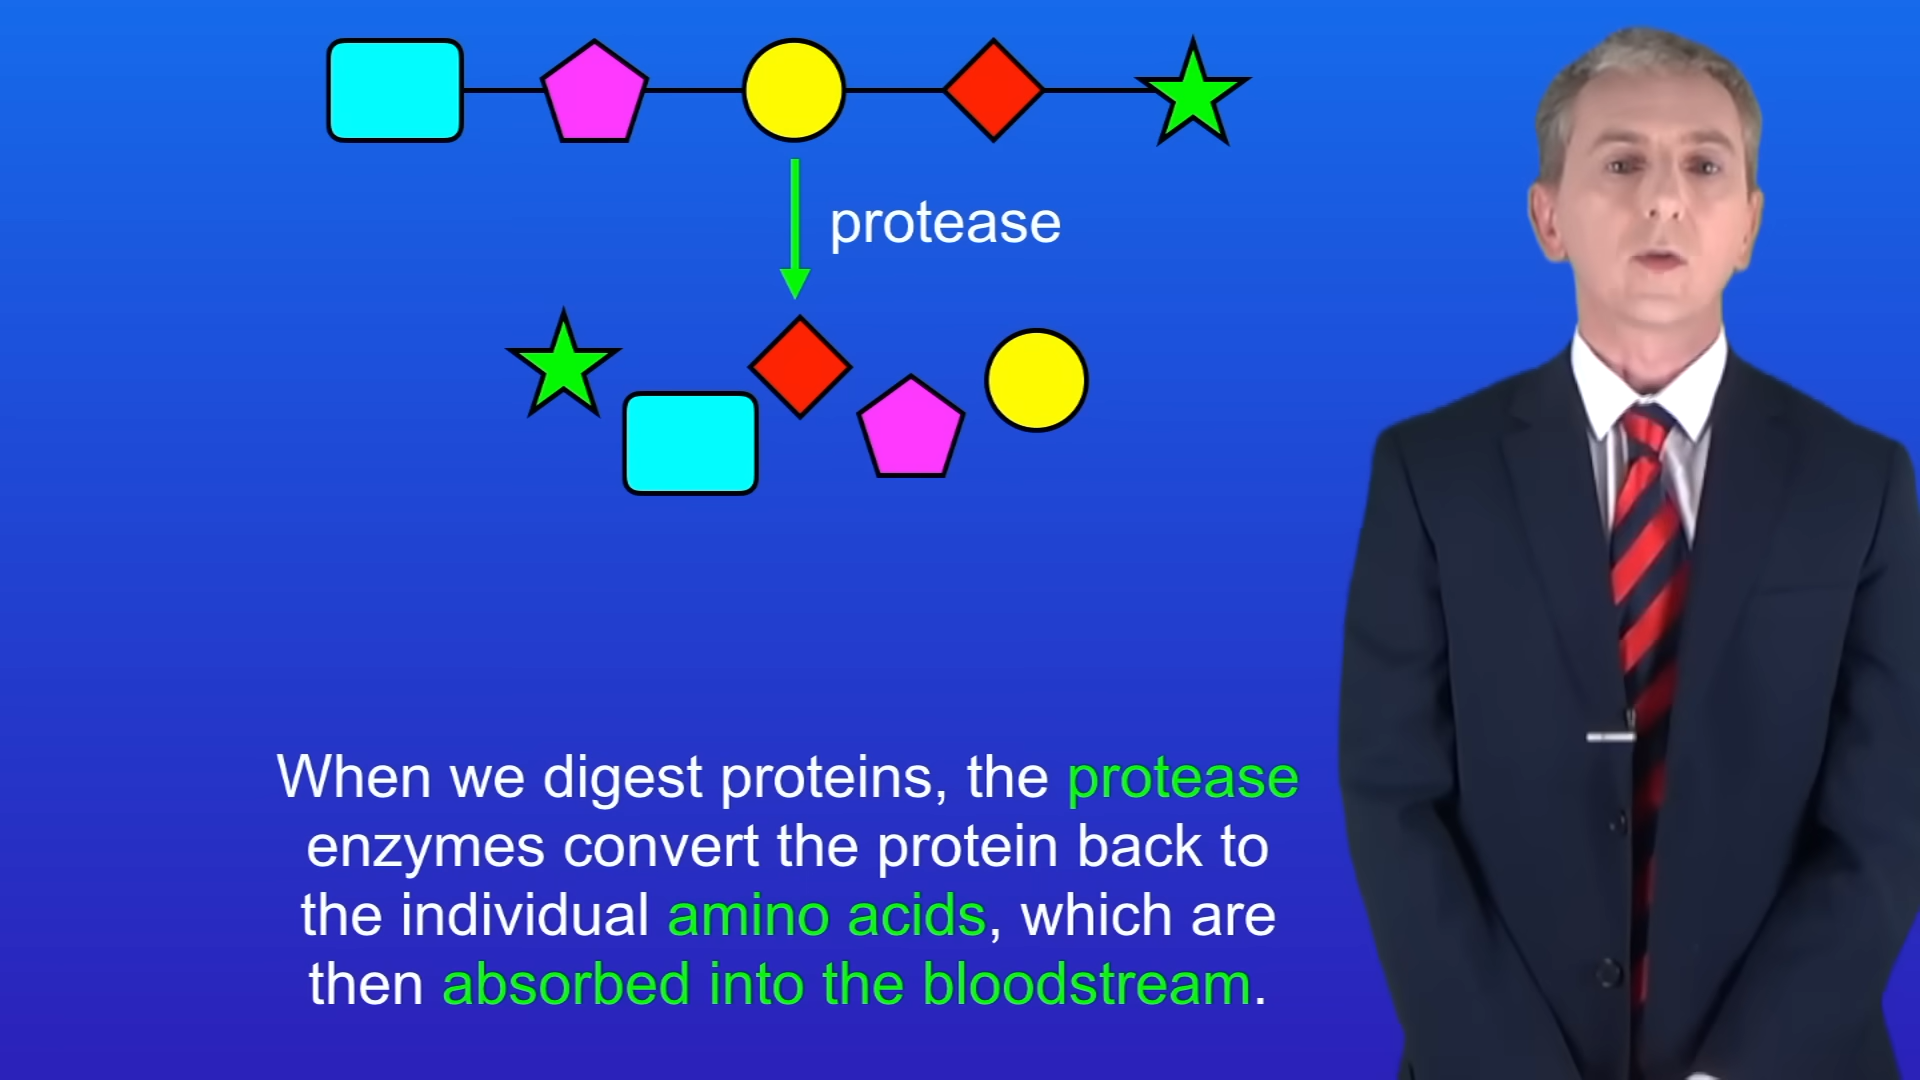 protease
When we digest proteins, the protease
enzymes convert the protein back to
the individual amino acids, which are
then absorbed into the bloodstream.